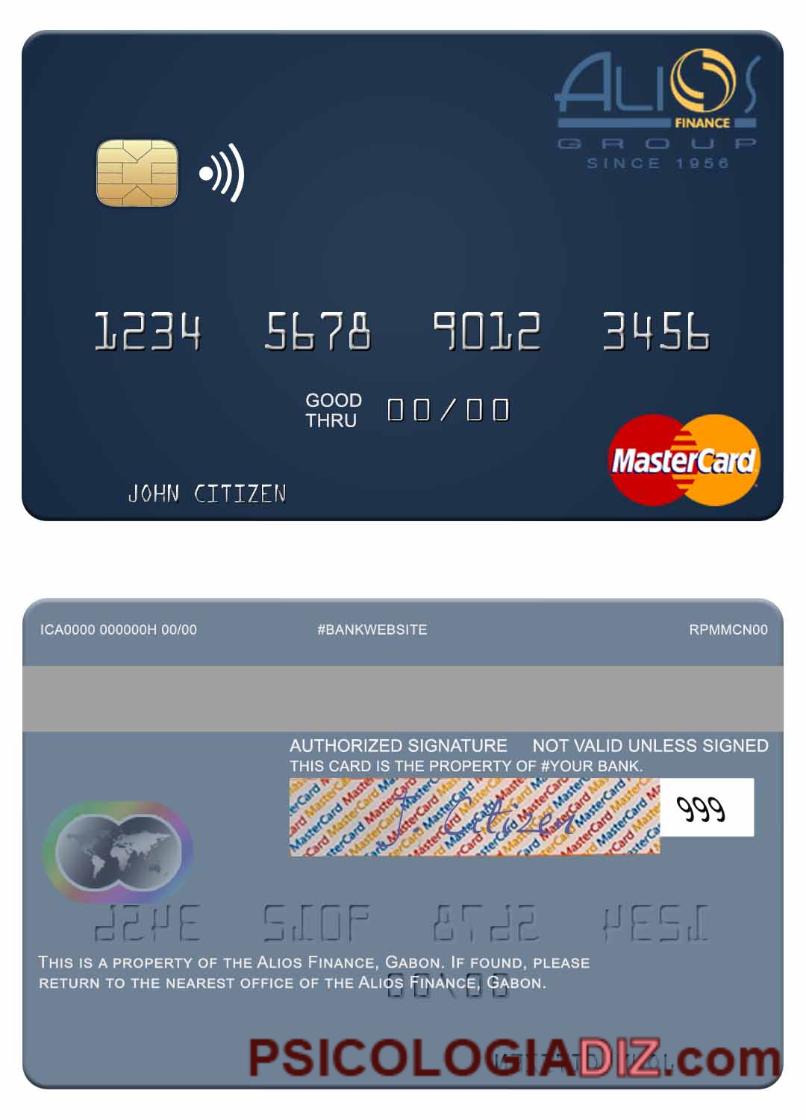 ALIOS
FINANCE
GROUP
SINCE 1956
1234 5678 9012 3456
GOOD THRU 00/00
MasterCard
JOHN CITIZEN
ICA0000 000000H 00/00 #BANKWEBSITE RPMMCN00
AUTHORIZED SIGNATURE NOT VALID UNLESS SIGNED
THIS CARD IS THE PROPERTY OF #YOUR BANK.
J. Citizen
999
THIS IS A PROPERTY OF THE ALIOS FINANCE, GABON. IF FOUND, PLEASE
RETURN TO THE NEAREST OFFICE OF THE ALIOS FINANCE, GABON.
PSICOLOGIADIZ.com